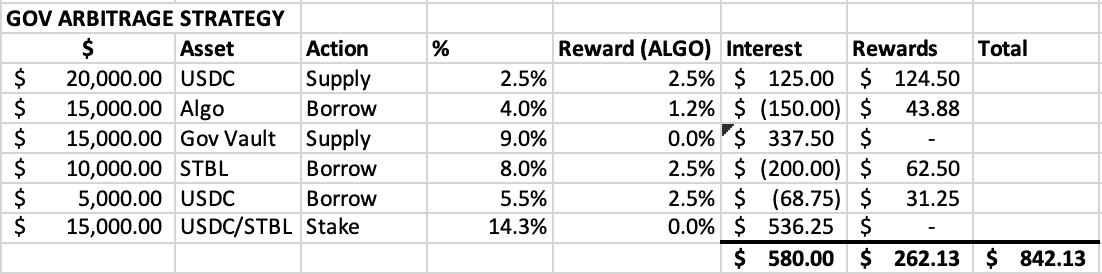 GOV ARBITRAGE STRATEGY
$ Asset Action % Reward (ALGO) Interest Rewards Total
$ 20,000.00 USDC Supply 2.5% 2.5% $ 125.00 $ 124.50
$ 15,000.00 Algo Borrow 4.0% 1.2% $ (150.00) $ 43.88
$ 15,000.00 Gov Vault Supply 9.0% 0.0% $ 337.50 $ -
$ 10,000.00 STBL Borrow 8.0% 2.5% $ (200.00) $ 62.50
$ 5,000.00 USDC Borrow 5.5% 2.5% $ (68.75) $ 31.25
$ 15,000.00 USDC/STBL Stake 14.3% 0.0% $ 536.25 $ -
$ 580.00 $ 262.13 $ 842.13